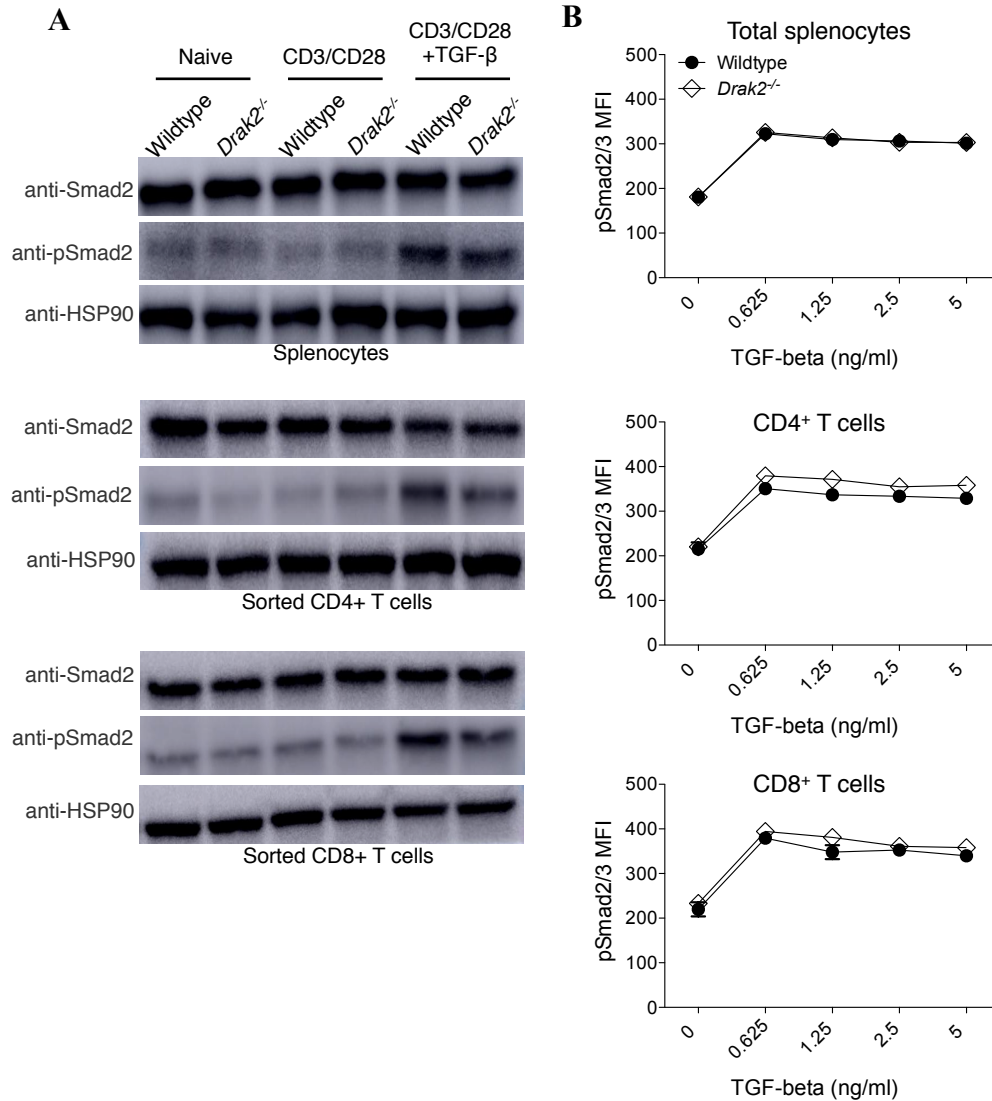 A
Naive
CD3/CD28
CD3/CD28
+TGF-β
Wildtype
Drak2-/-
Wildtype
Drak2-/-
Wildtype
Drak2-/-
anti-Smad2
anti-pSmad2
anti-HSP90
Splenocytes
anti-Smad2
anti-pSmad2
anti-HSP90
Sorted CD4+ T cells
anti-Smad2
anti-pSmad2
anti-HSP90
Sorted CD8+ T cells
B
Total splenocytes
Wildtype
Drak2-/-
pSmad2/3 MFI
500
400
300
200
100
0
0
0.625
1.25
2.5
5
TGF-beta (ng/ml)
CD4+ T cells
pSmad2/3 MFI
500
400
300
200
100
0
0
0.625
1.25
2.5
5
TGF-beta (ng/ml)
CD8+ T cells
pSmad2/3 MFI
500
400
300
200
100
0
0
0.625
1.25
2.5
5
TGF-beta (ng/ml)